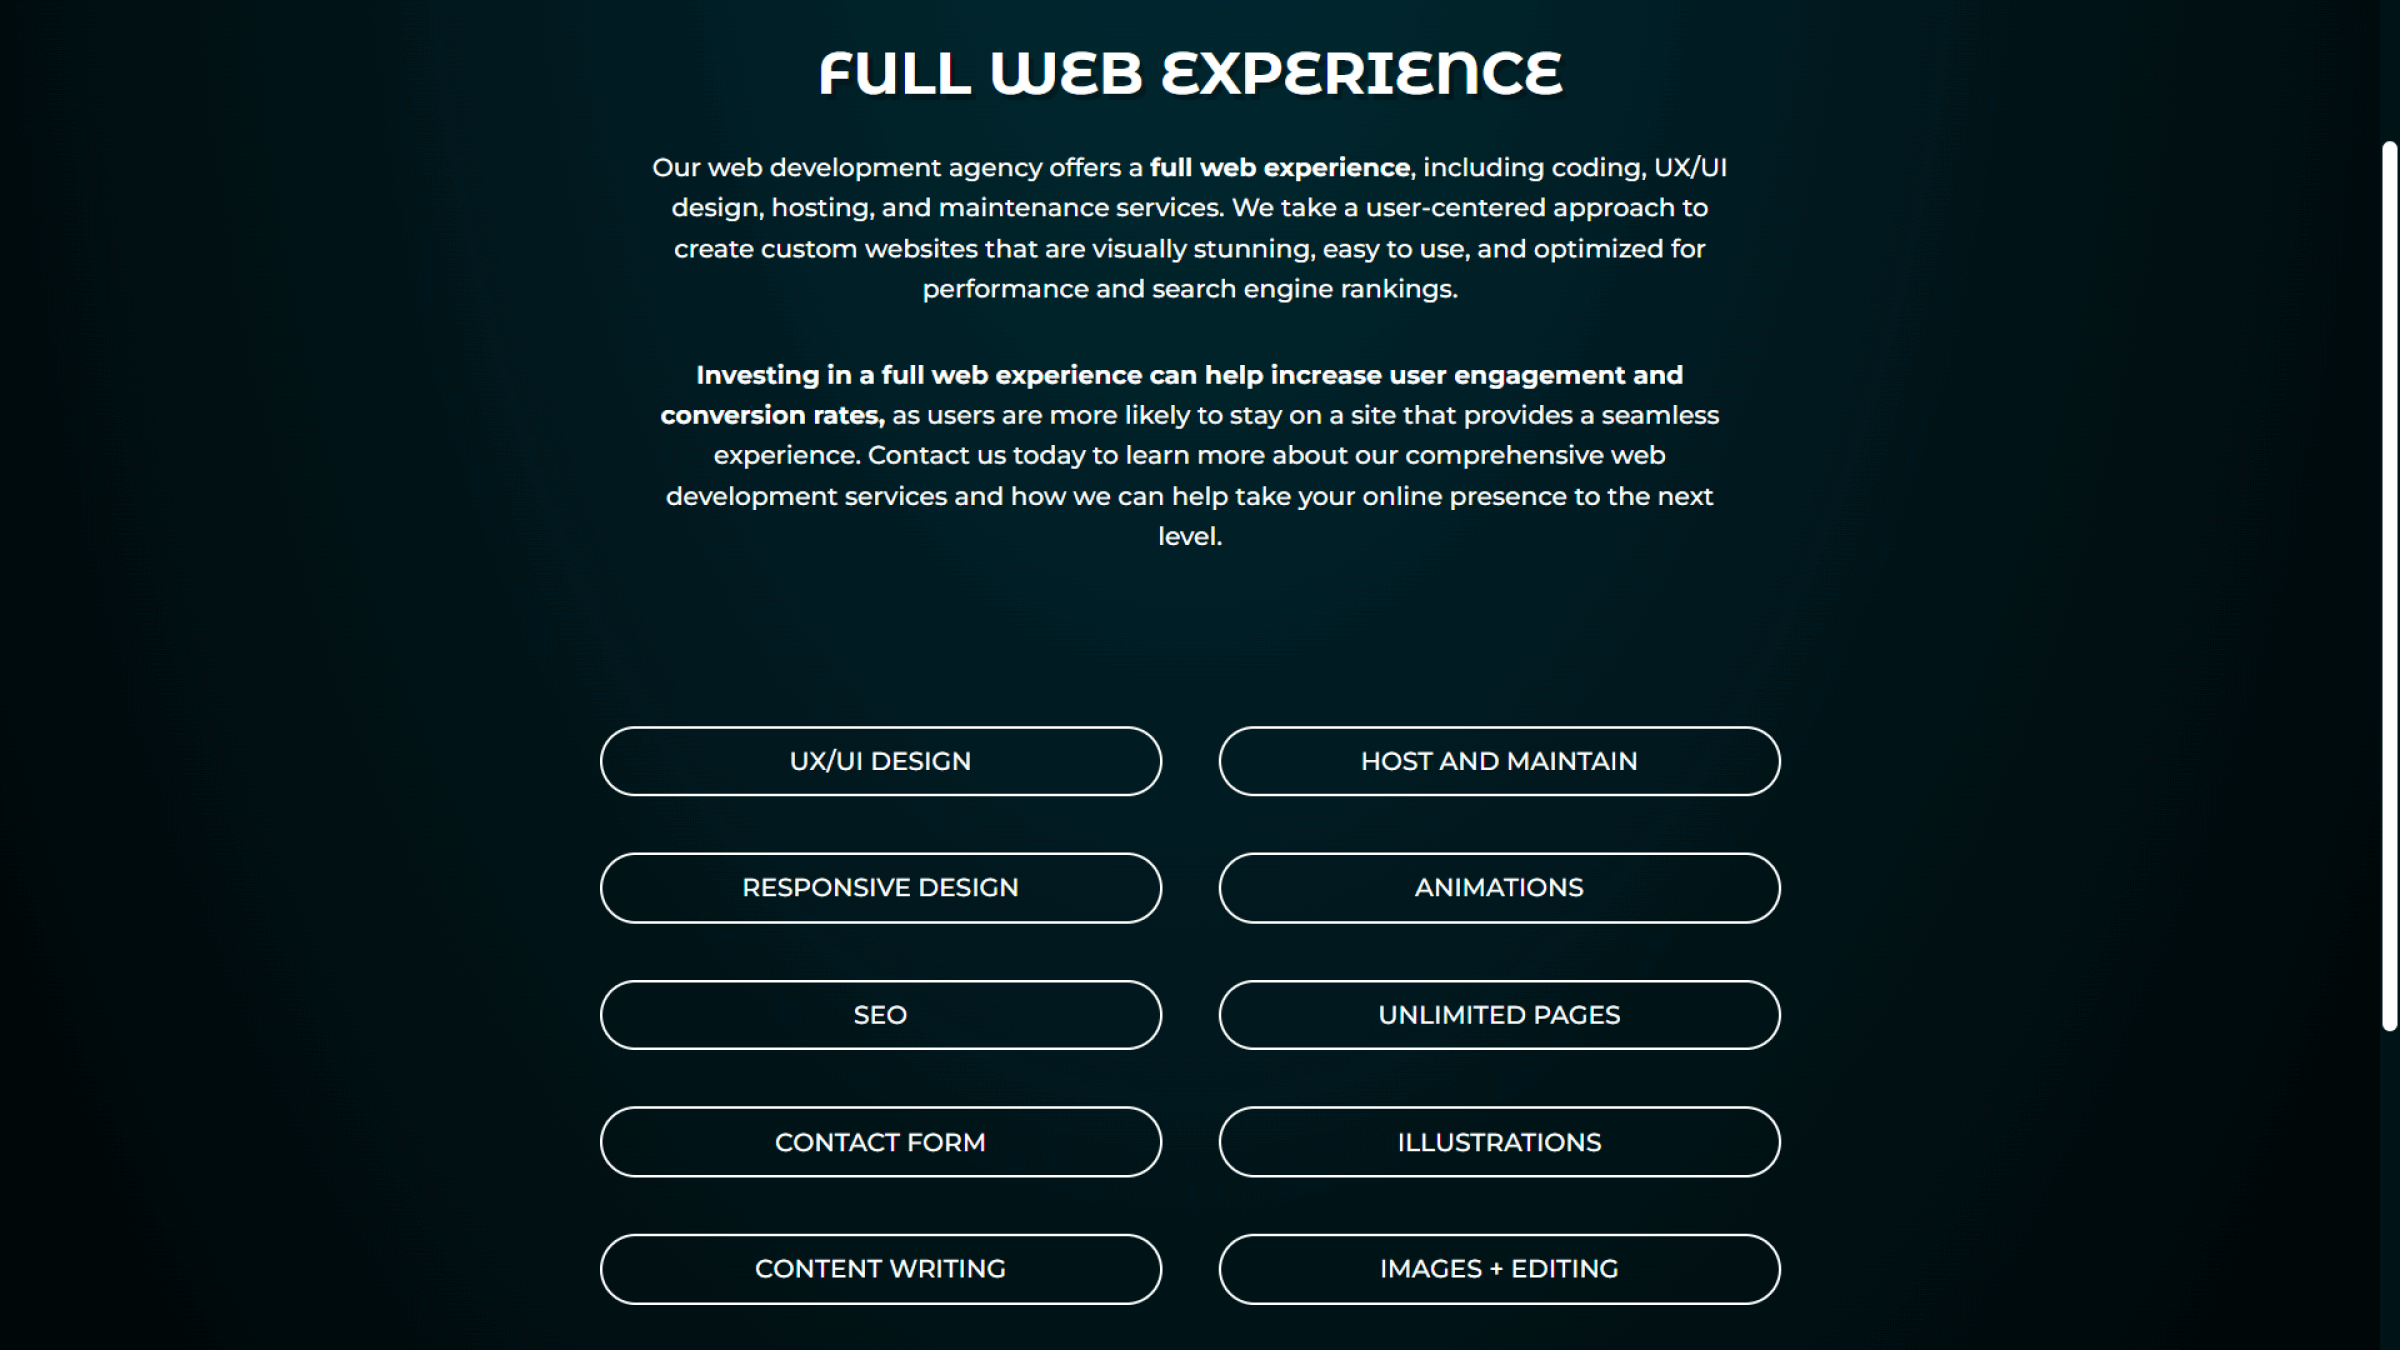 FULL WEB EXPERIENCE
Our web development agency offers a full web experience, including coding, UX/UI
design, hosting, and maintenance services. We take a user-centered approach to
create custom websites that are visually stunning, easy to use, and optimized for
performance and search engine rankings.
Investing in a full web experience can help increase user engagement and
conversion rates, as users are more likely to stay on a site that provides a seamless
experience. Contact us today to learn more about our comprehensive web
development services and how we can help take your online presence to the next
level.
UX/UI DESIGN
HOST AND MAINTAIN
RESPONSIVE DESIGN
ANIMATIONS
SEO
UNLIMITED PAGES
CONTACT FORM
ILLUSTRATIONS
CONTENT WRITING
IMAGES + EDITING